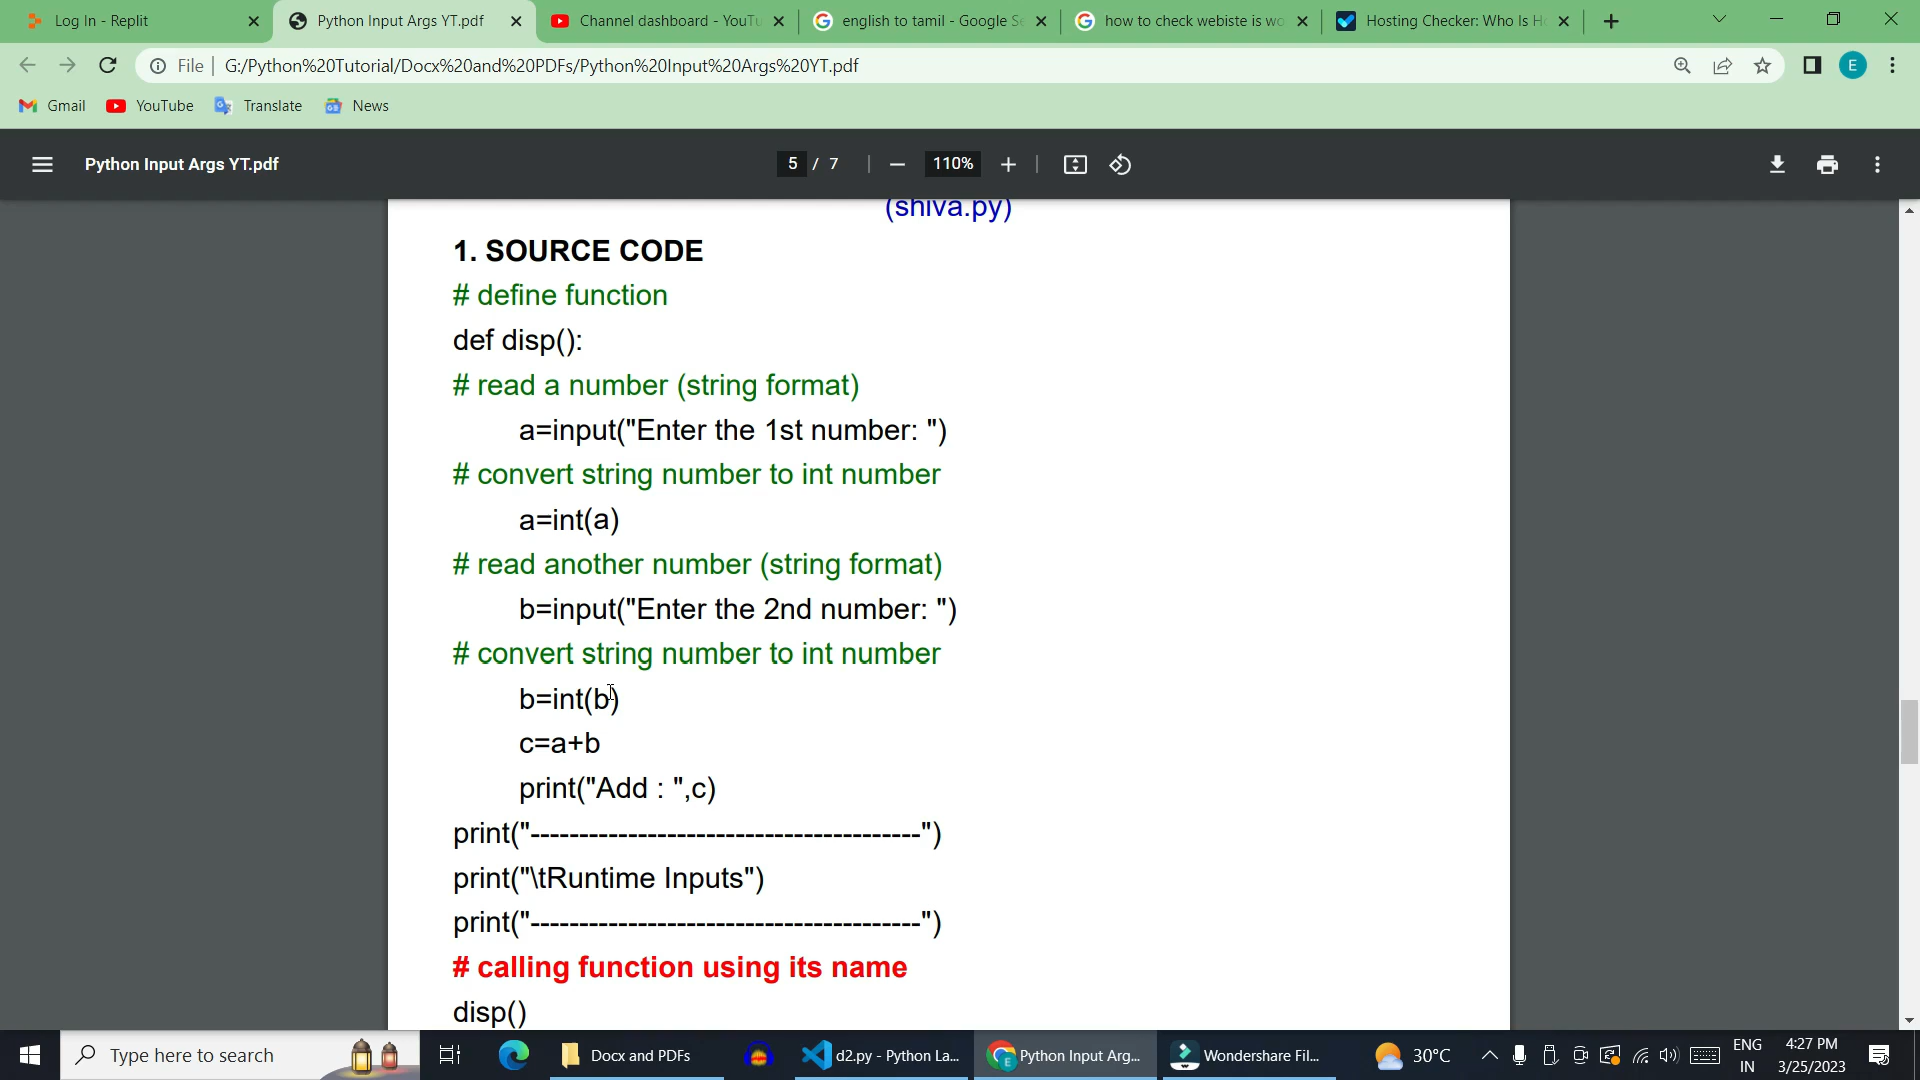 Log In - Replit
Python Input Args YT.pdf
Channel dashboard - YouTu
english to tamil - Google Se
how to check webiste is wo
Hosting Checker: Who Is Ho
File
G:/Python%20Tutorial/Docx%20and%20PDFs/Python%20Input%20Args%20YT.pdf
E
Gmail
YouTube
Translate
News
Python Input Args YT.pdf
5 / 7
110%
(shiva.py)
1. SOURCE CODE
# define function
def disp():
# read a number (string format)
a=input("Enter the 1st number: ")
# convert string number to int number
a=int(a)
# read another number (string format)
b=input("Enter the 2nd number: ")
# convert string number to int number
b=int(b)
c=a+b
print("Add : ",c)
print("----------------------------------------")
print("\tRuntime Inputs")
print("----------------------------------------")
# calling function using its name
disp()
Type here to search
Docx and PDFs
d2.py - Python La...
Python Input Arg...
Wondershare Fil...
30°C
ENG
IN
4:27 PM
3/25/2023